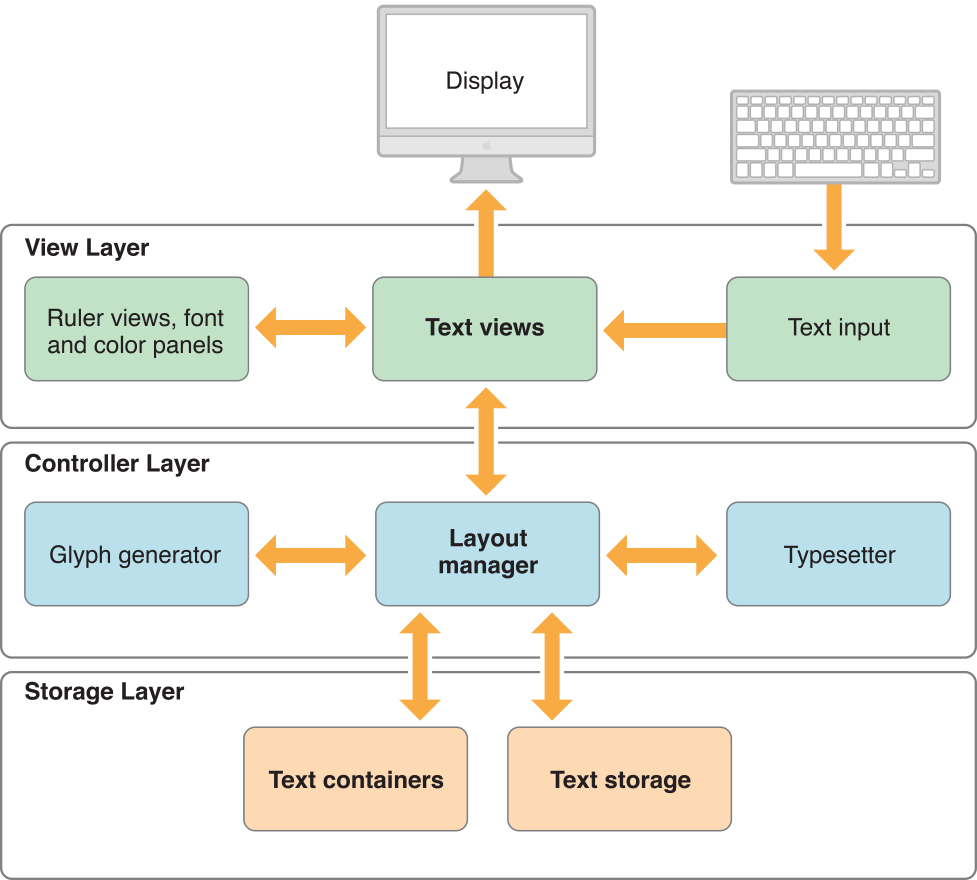 Display
View Layer
Ruler views, font
and color panels
Text views
Text input
Controller Layer
Glyph generator
Layout
manager
Typesetter
Storage Layer
Text containers
Text storage